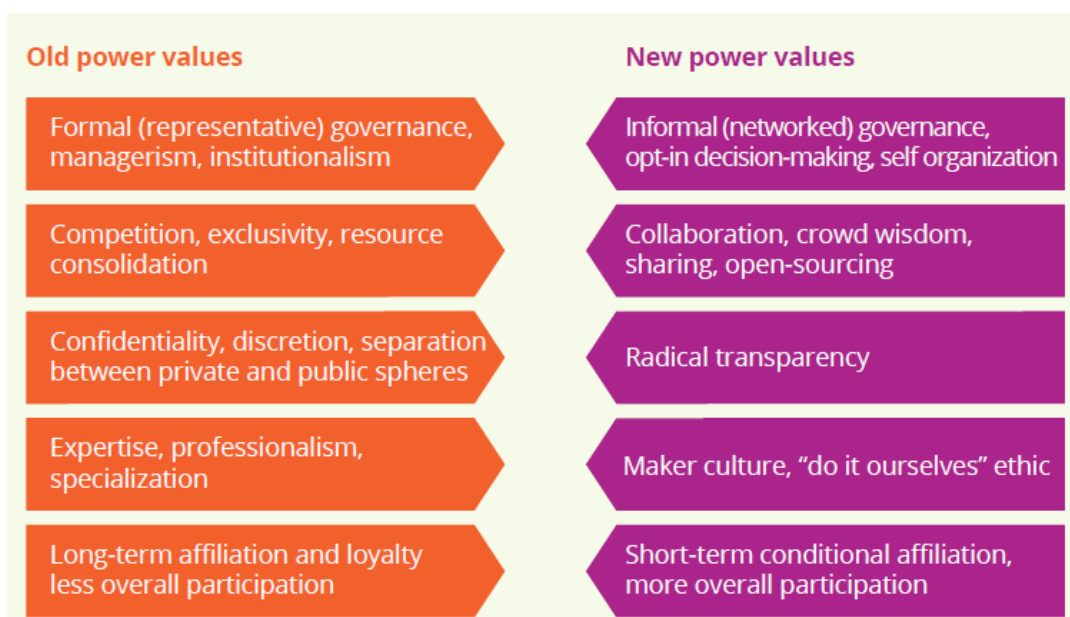 Old power values
New power values
Formal (representative) governance,
managerism, institutionalism
Informal (networked) governance,
opt-in decision-making, self organization
Competition, exclusivity, resource
consolidation
Collaboration, crowd wisdom,
sharing, open-sourcing
Confidentiality, discretion, separation
between private and public spheres
Radical transparency
Expertise, professionalism,
specialization
Maker culture, “do it ourselves” ethic
Long-term affiliation and loyalty
less overall participation
Short-term conditional affiliation,
more overall participation